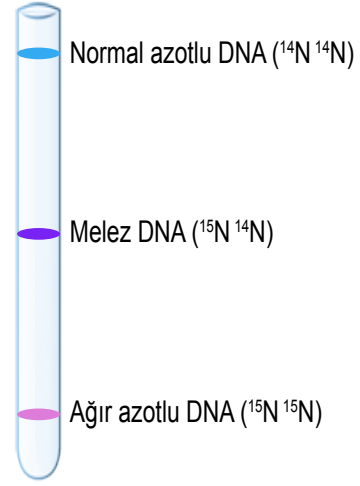 Normal azotlu DNA (¹⁴N ¹⁴N)
Melez DNA (¹⁵N ¹⁴N)
Ağır azotlu DNA (¹⁵N ¹⁵N)